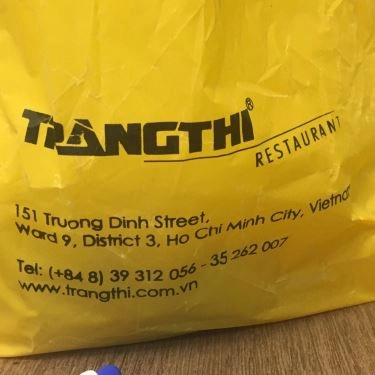 TRANGTHI®
RESTAURANT
151 Truong Dinh Street,
Ward 9, District 3, Ho Chi Minh City, Vietnam
Tel: (+84 8) 39 312 056 - 35 262 007
www.trangthi.com.vn